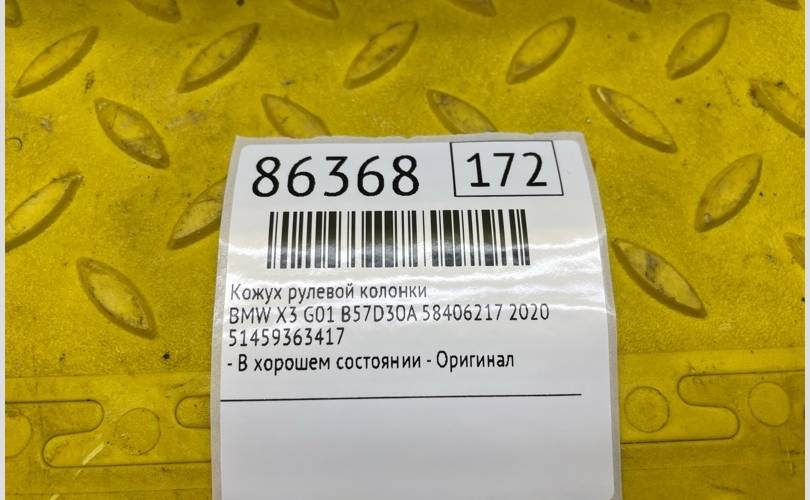 86368 172
Кожух рулевой колонки
BMW X3 G01 B57D30A 58406217 2020
51459363417
- В хорошем состоянии - Оригинал